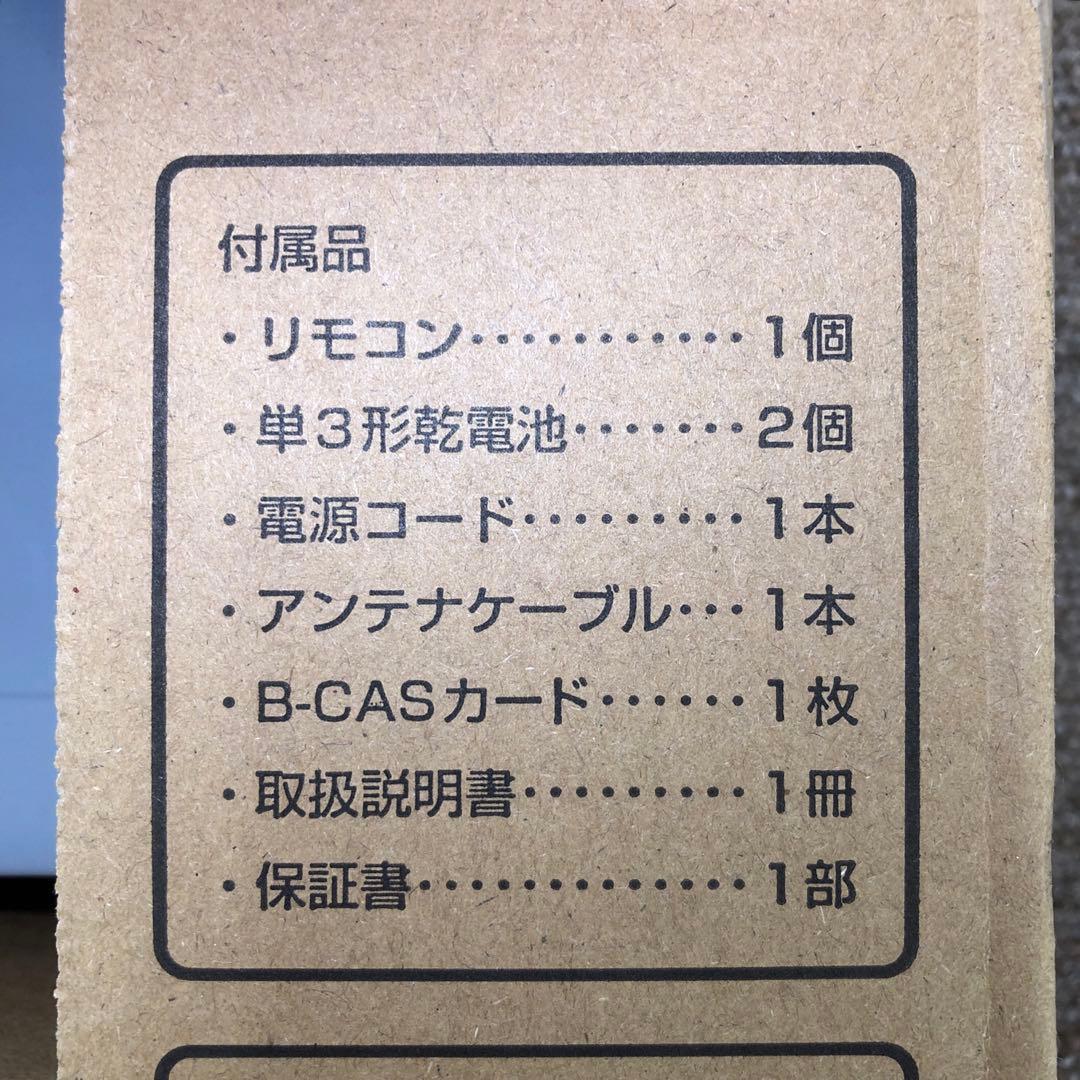 付属品
・リモコン‥‥‥‥‥‥1個
・単3形乾電池‥‥‥‥2個
・電源コード‥‥‥‥‥1本
・アンテナケーブル‥‥1本
・B-CASカード‥‥‥1枚
・取扱説明書‥‥‥‥‥1冊
・保証書‥‥‥‥‥‥‥1部